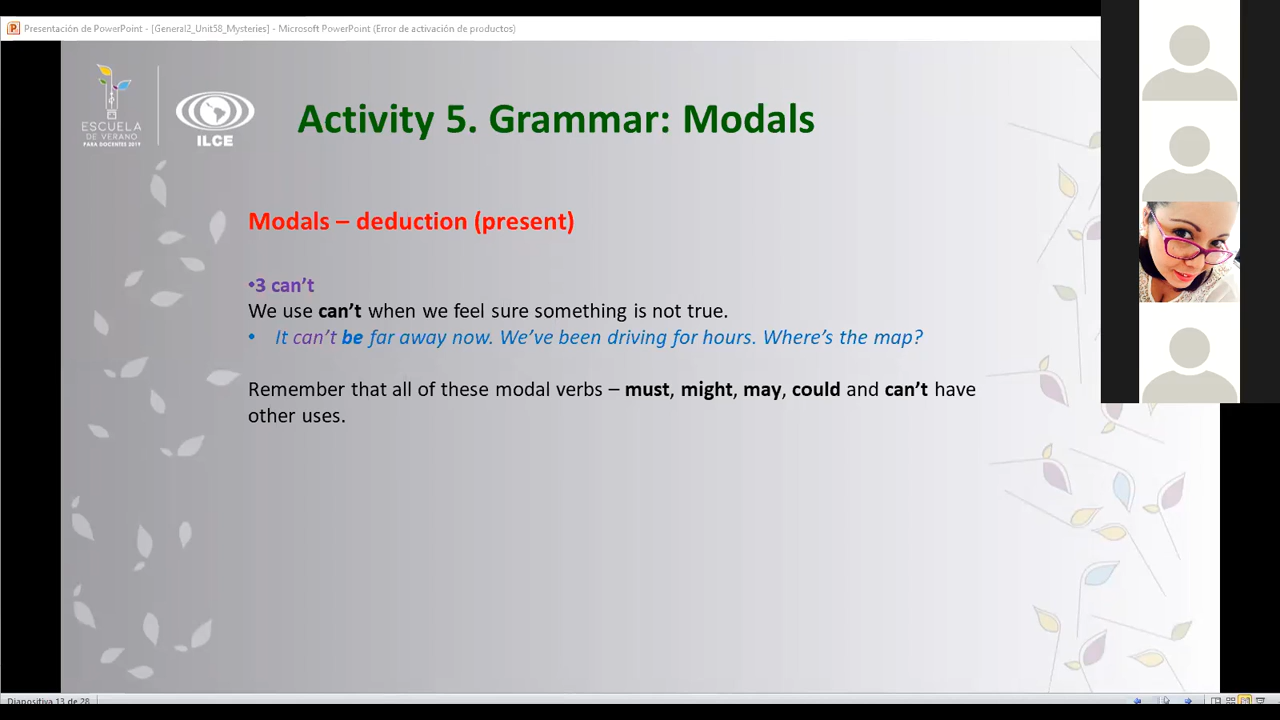 Presentación de PowerPoint - [General2_Unit58_Mysteries] - Microsoft PowerPoint (Error de activación de productos)
ESCUELA
DE VERANO
PARA DOCENTES 2019
ILCE
Activity 5. Grammar: Modals
Modals – deduction (present)
•3 can’t
We use can’t when we feel sure something is not true.
• It can’t be far away now. We’ve been driving for hours. Where’s the map?
Remember that all of these modal verbs – must, might, may, could and can’t have
other uses.
Diapositiva 13 de 28